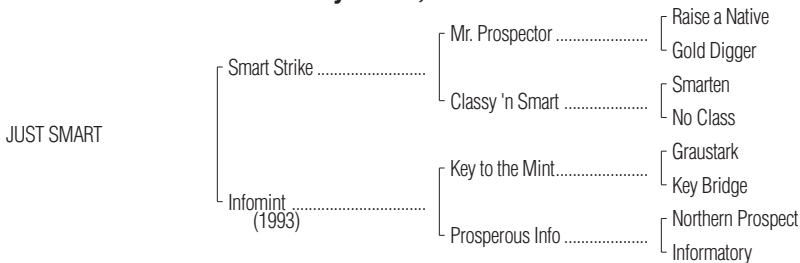 Raise a Native
Mr. Prospector ......................
Gold Digger
Smart Strike ..........................
Smarten
Classy 'n Smart ....................
No Class
JUST SMART
Graustark
Key to the Mint......................
Key Bridge
Infomint ................................
(1993)
Northern Prospect
Prosperous Info ....................
Informatory